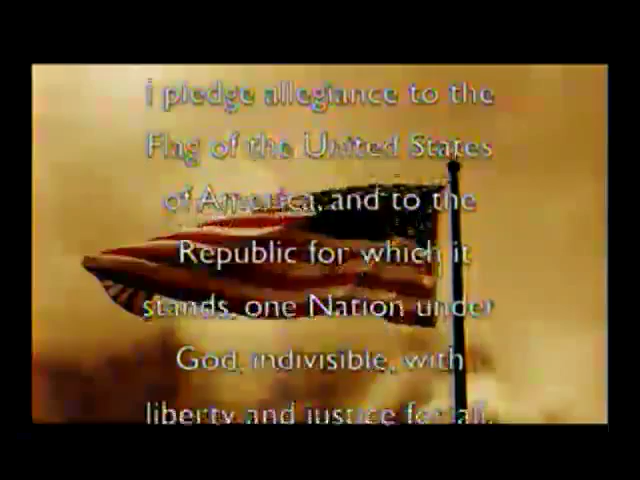 i pledge allegiance to the
Flag of the United States
of America, and to the
Republic for which it
stands, one Nation under
God, indivisible, with
liberty and justice for all.